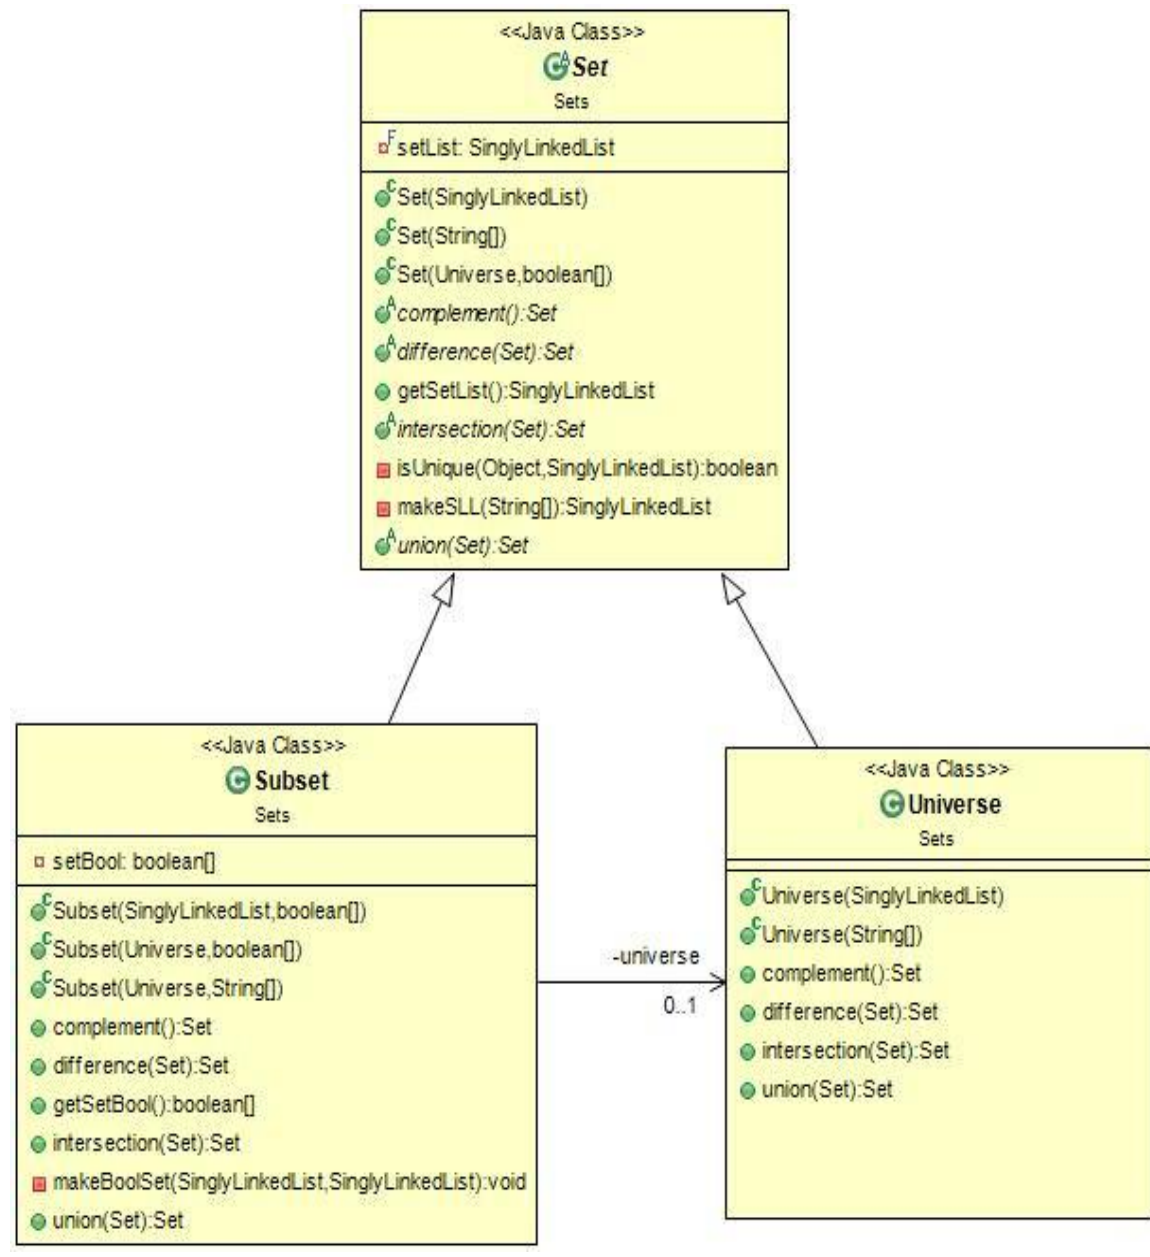 <<Java Class>>
Set
Sets
setList: SinglyLinkedList
Set(SinglyLinkedList)
Set(String[])
Set(Universe,boolean[])
complement():Set
difference(Set):Set
getSetList():SinglyLinkedList
intersection(Set):Set
isUnique(Object,SinglyLinkedList):boolean
makeSLL(String[]):SinglyLinkedList
union(Set):Set
<<Java Class>>
Subset
Sets
setBool: boolean[]
Subset(SinglyLinkedList,boolean[])
Subset(Universe,boolean[])
Subset(Universe,String[])
complement():Set
difference(Set):Set
getSetBool():boolean[]
intersection(Set):Set
makeBoolSet(SinglyLinkedList,SinglyLinkedList):void
union(Set):Set
-universe
0..1
<<Java Class>>
Universe
Sets
Universe(SinglyLinkedList)
Universe(String[])
complement():Set
difference(Set):Set
intersection(Set):Set
union(Set):Set